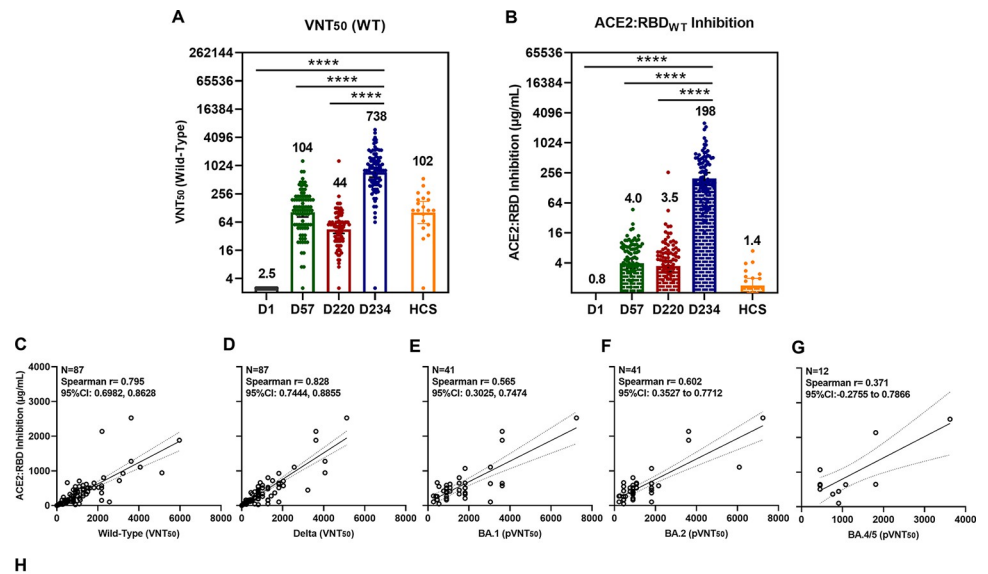 A
VNT50 (WT)
VNT50 (Wild-Type)
262144
65536
16384
4096
1024
256
64
16
4
****
****
****
2.5
104
44
738
102
D1 D57 D220 D234 HCS
B
ACE2:RBDWT Inhibition
ACE2:RBD Inhibition (µg/mL)
65536
16384
4096
1024
256
64
16
4
****
****
****
0.8
4.0
3.5
198
1.4
D1 D57 D220 D234 HCS
C
ACE2:RBD Inhibition (µg/mL)
4000
3000
2000
1000
0
N=87
Spearman r= 0.795
95%CI: 0.6982, 0.8628
0 2000 4000 6000 8000
Wild-Type (VNT50)
D
N=87
Spearman r= 0.828
95%CI: 0.7444, 0.8855
0 2000 4000 6000 8000
Delta (VNT50)
E
N=41
Spearman r= 0.565
95%CI: 0.3025, 0.7474
0 2000 4000 6000 8000
BA.1 (pVNT50)
F
N=41
Spearman r= 0.602
95%CI: 0.3527 to 0.7712
0 2000 4000 6000 8000
BA.2 (pVNT50)
G
N=12
Spearman r= 0.371
95%CI:-0.2755 to 0.7866
0 1000 2000 3000 4000
BA.4/5 (pVNT50)
H